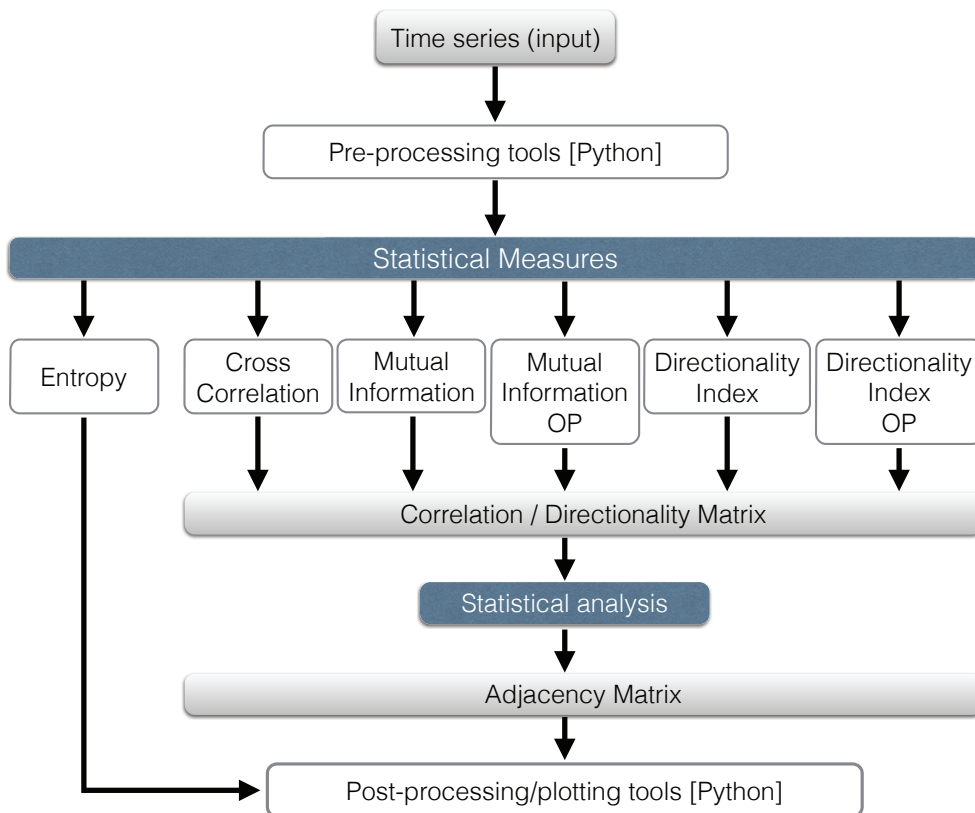 Time series (input)
Pre-processing tools [Python]
Statistical Measures
Entropy
Cross
Correlation
Mutual
Information
Mutual
Information
OP
Directionality
Index
Directionality
Index
OP
Correlation / Directionality Matrix
Statistical analysis
Adjacency Matrix
Post-processing/plotting tools [Python]